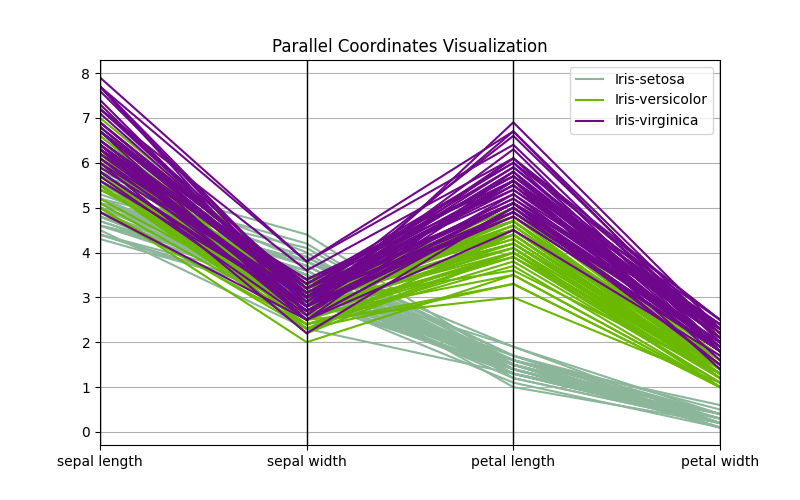 Parallel Coordinates Visualization
Iris-setosa
Iris-versicolor
Iris-virginica
8
7
6
5
4
3
2
1
0
sepal length
sepal width
petal length
petal width